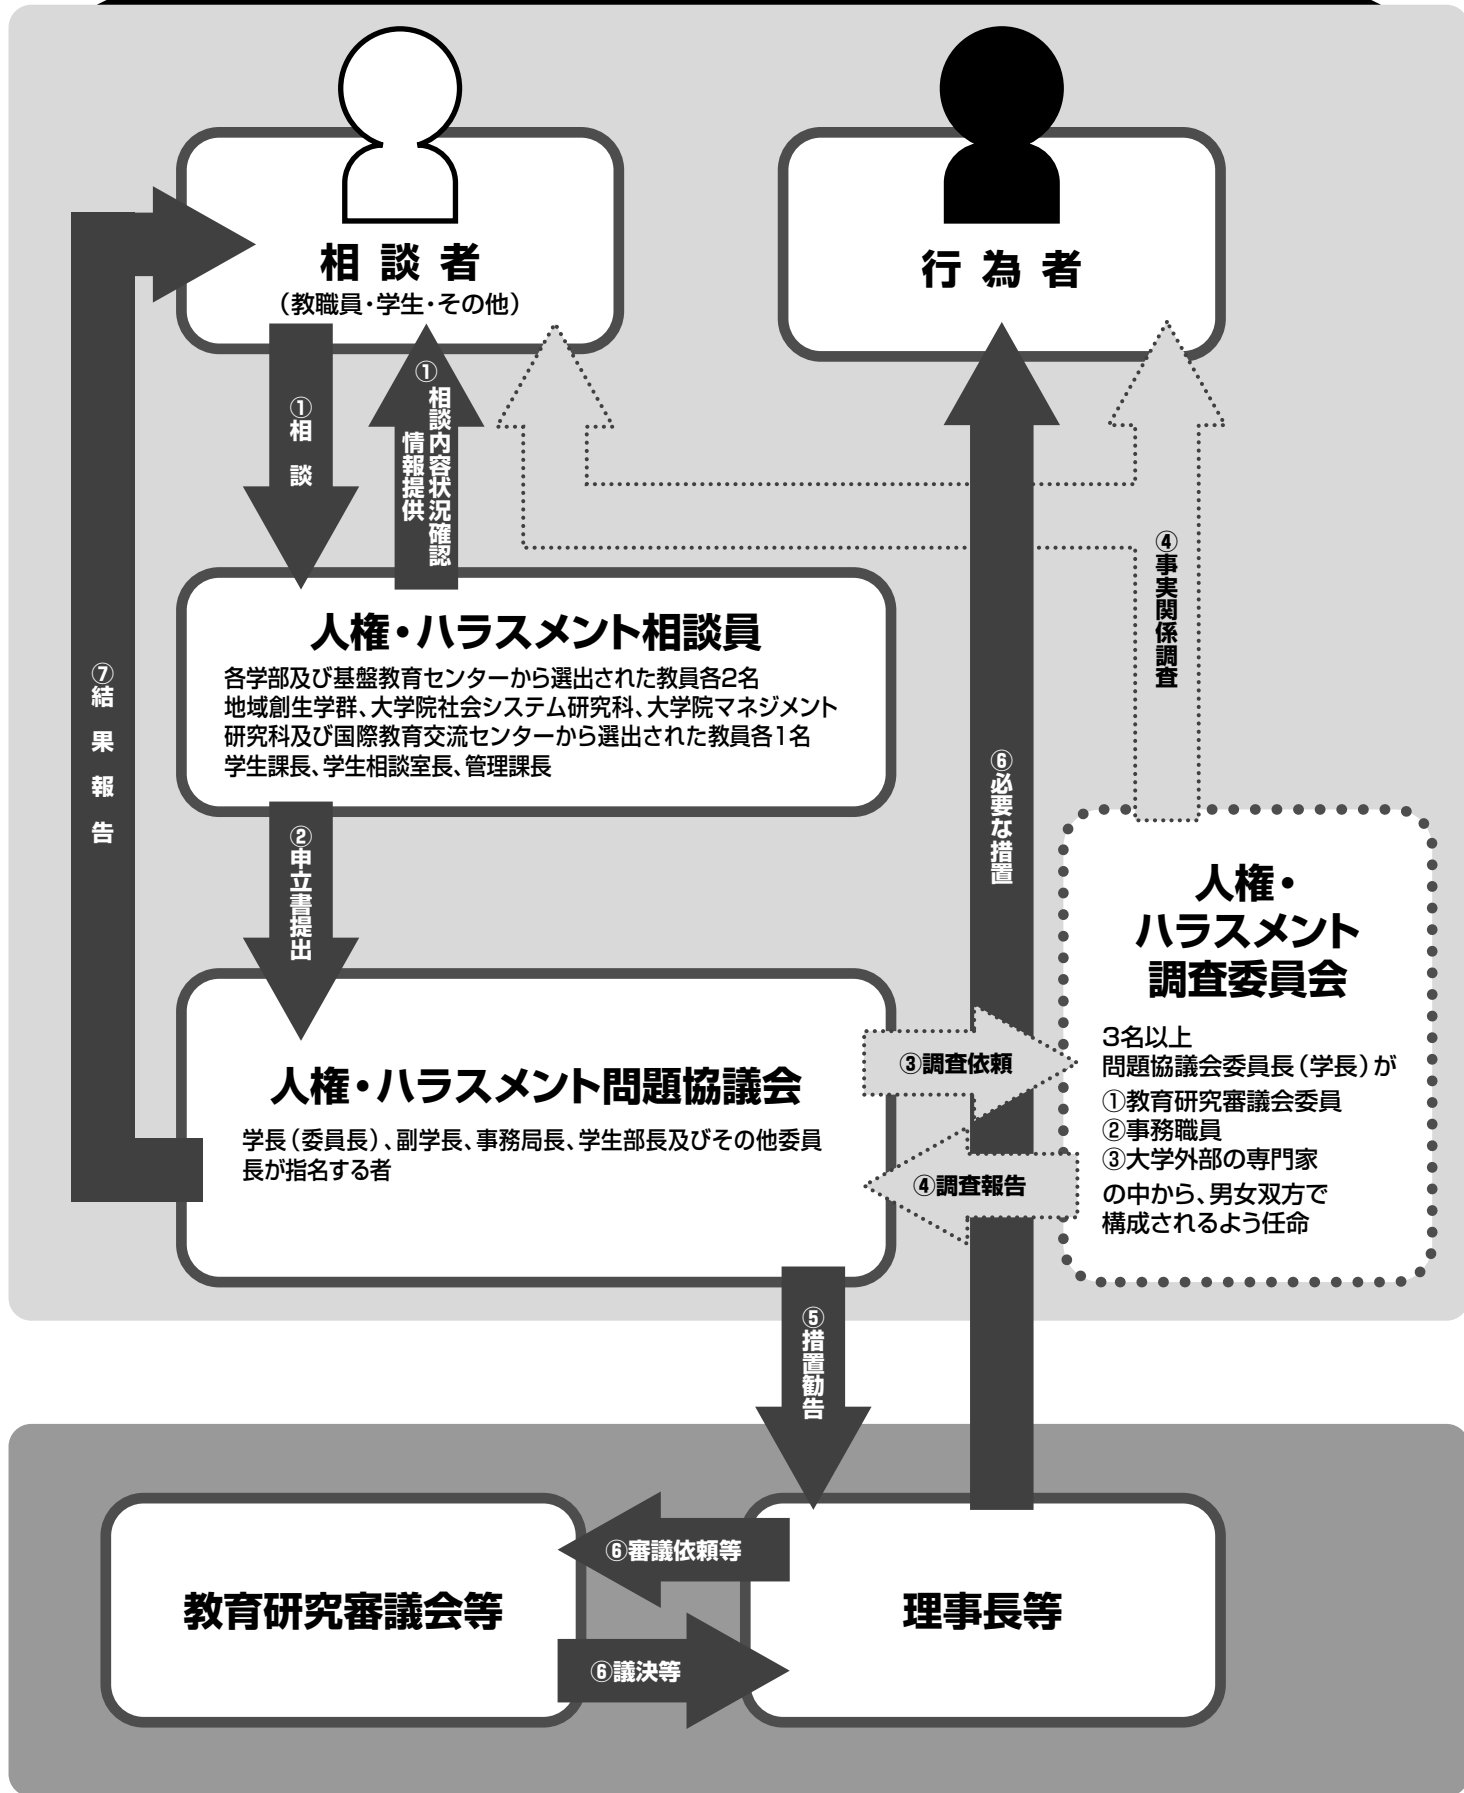 相談者
（教職員・学生・その他）
行為者
①相談
①相談内容状況確認
情報提供
④事実関係調査
人権・ハラスメント相談員
各学部及び基盤教育センターから選出された教員各2名
地域創生学群、大学院社会システム研究科、大学院マネジメント
研究科及び国際教育交流センターから選出された教員各1名
学生課長、学生相談室長、管理課長
⑦結果報告
⑥必要な措置
②申立書提出
人権・
ハラスメント
調査委員会
3名以上
問題協議会委員長（学長）が
①教育研究審議会委員
②事務職員
③大学外部の専門家
の中から、男女双方で
構成されるよう任命
人権・ハラスメント問題協議会
学長（委員長）、副学長、事務局長、学生部長及びその他委員
長が指名する者
③調査依頼
④調査報告
⑤措置勧告
教育研究審議会等
⑥審議依頼等
⑥議決等
理事長等